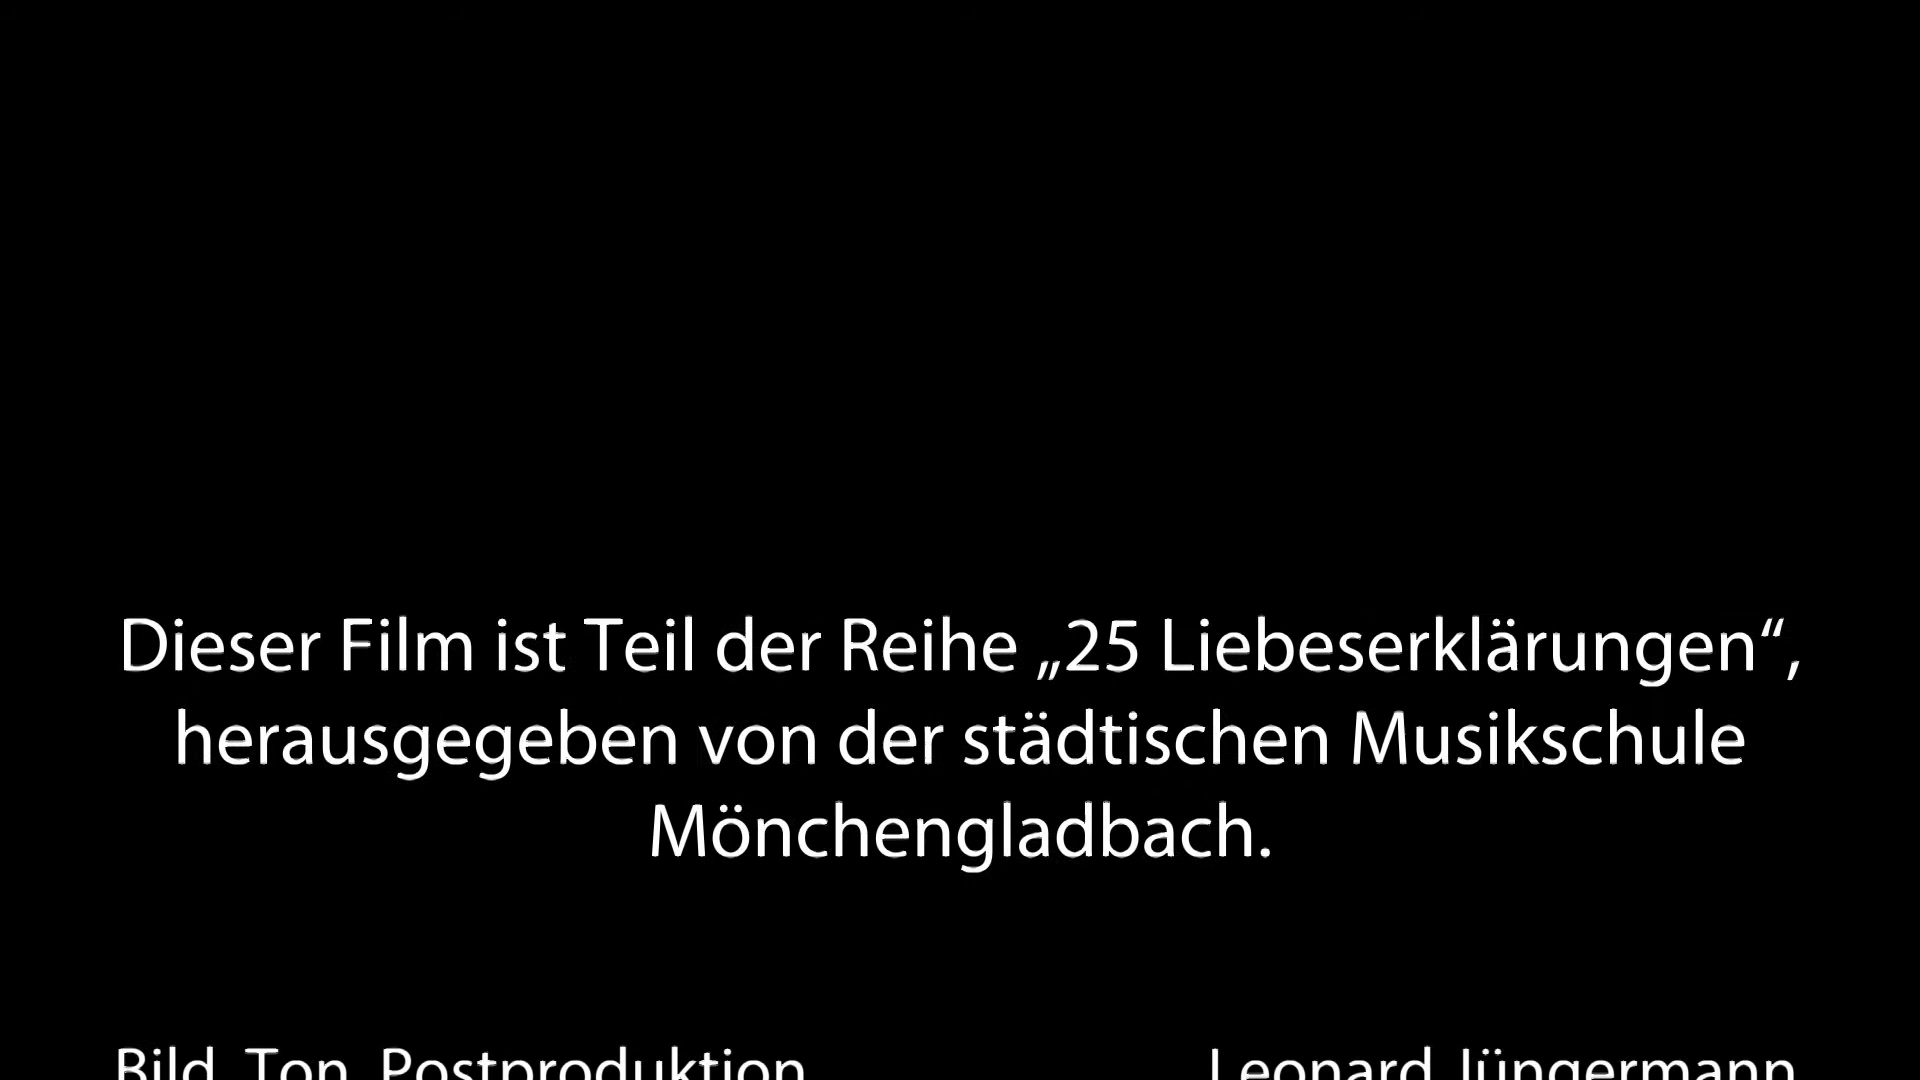 Dieser Film ist Teil der Reihe „25 Liebeserklärungen“,
herausgegeben von der städtischen Musikschule
Mönchengladbach.
Bild, Ton, Postproduktion Leonard Jüngermann